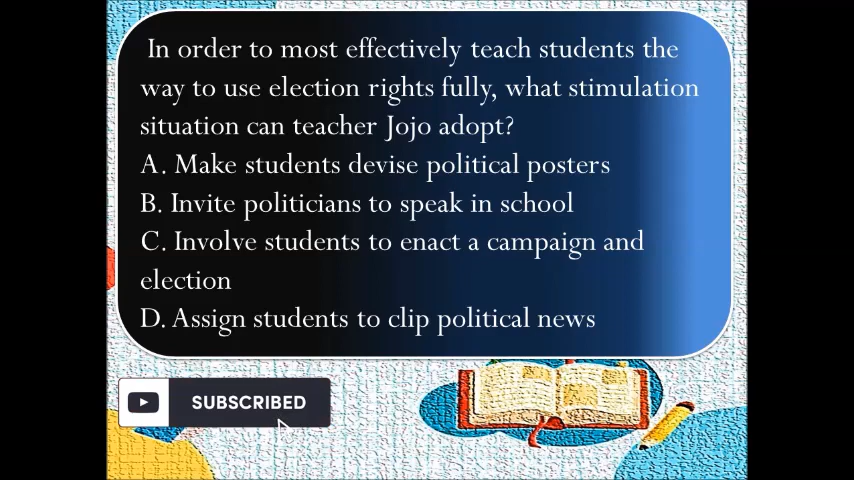 In order to most effectively teach students the
way to use election rights fully, what stimulation
situation can teacher Jojo adopt?
A. Make students devise political posters
B. Invite politicians to speak in school
C. Involve students to enact a campaign and
election
D. Assign students to clip political news
SUBSCRIBED